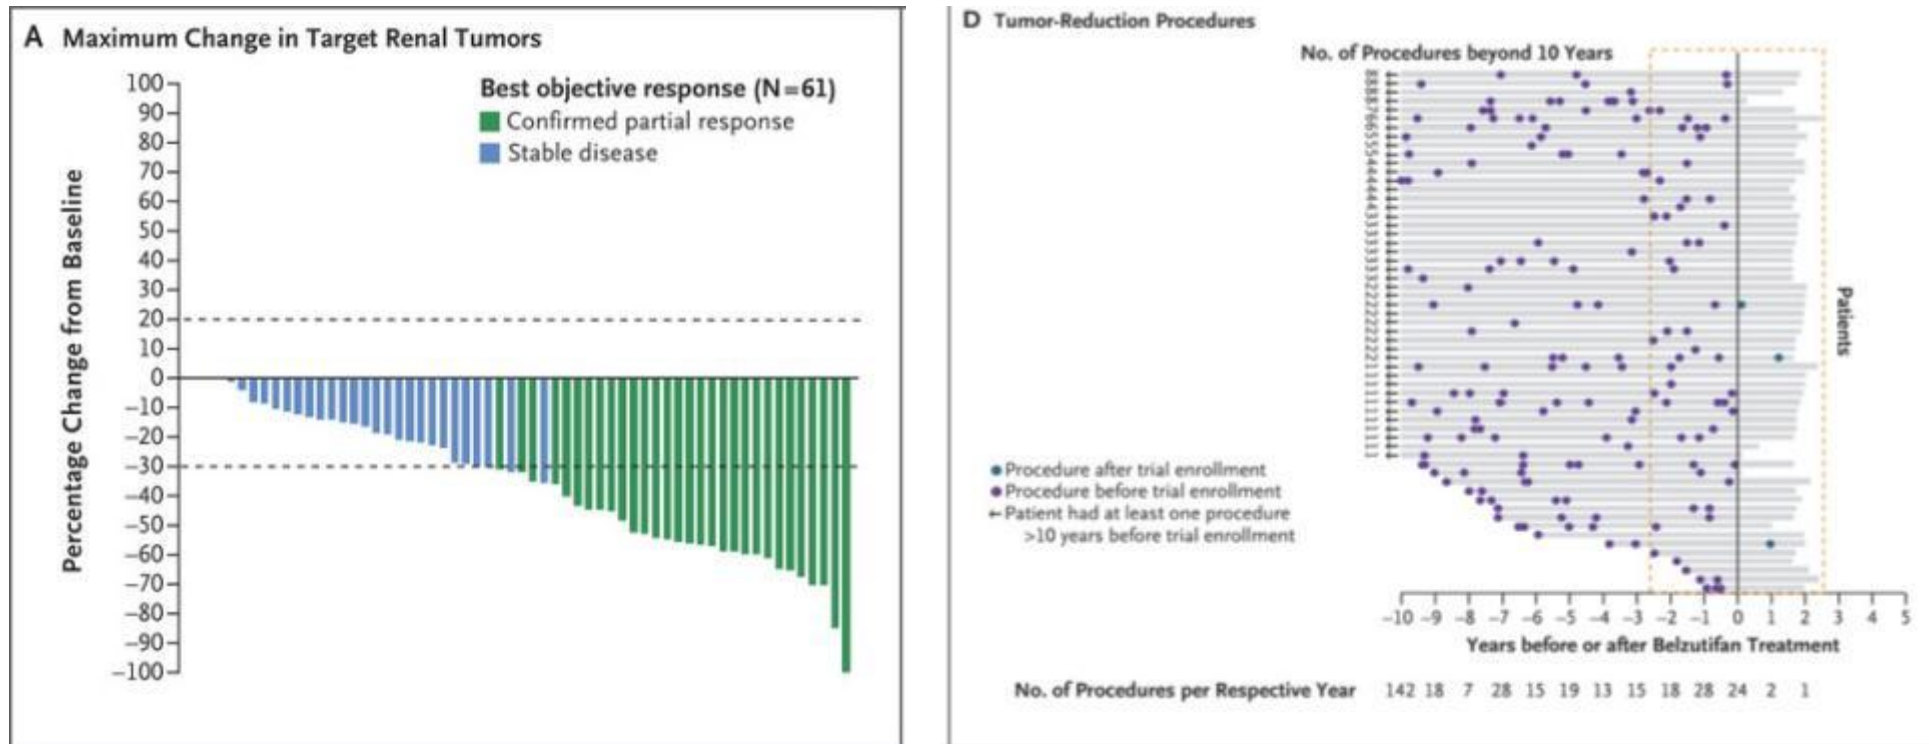 A Maximum Change in Target Renal Tumors
Best objective response (N=61)
Confirmed partial response
Stable disease
Percentage Change from Baseline
100
90
80
70
60
50
40
30
20
10
0
−10
−20
−30
−40
−50
−60
−70
−80
−90
−100
D Tumor-Reduction Procedures
No. of Procedures beyond 10 Years
Patients
Procedure after trial enrollment
Procedure before trial enrollment
←Patient had at least one procedure
>10 years before trial enrollment
−10 −9 −8 −7 −6 −5 −4 −3 −2 −1 0 1 2 3 4 5
Years before or after Belzutifan Treatment
No. of Procedures per Respective Year 142 18 7 28 15 19 13 15 18 28 24 2 1